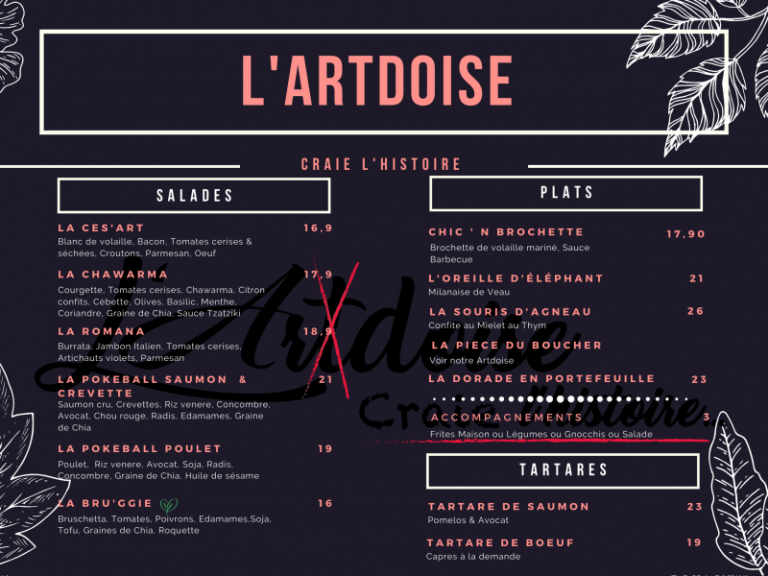 L'ARTDOISE
CRAIE L'HISTOIRE
SALADES
LA CES'ART 16,9
Blanc de volaille, Bacon, Tomates cerises &
séchées, Croutons, Parmesan, Oeuf
LA CHAWARMA 17,9
Courgette, Tomates cerises, Chawarma, Citron
confits, Cébette, Olives, Basilic, Menthe,
Coriandre, Graine de Chia, Sauce Tzatziki
LA ROMANA 18,9
Burrata, Jambon Italien, Tomates cerises,
Artichauts violets, Parmesan
LA POKEBALL SAUMON & 21
CREVETTE
Saumon cru, Crevettes, Riz venere, Concombre,
Avocat, Chou rouge, Radis, Edamames, Graine
de Chia
LA POKEBALL POULET 19
Poulet, Riz venere, Avocat, Soja, Radis,
Concombre, Graine de Chia, Huile de sésame
LA BRU'GGIE 16
Bruschetta, Tomates, Poivrons, Edamames,Soja,
Tofu, Graines de Chia, Roquette
PLATS
CHIC ' N BROCHETTE 17,90
Brochette de volaille mariné, Sauce
Barbecue
L'OREILLE D'ÉLÉPHANT 21
Milanaise de Veau
LA SOURIS D'AGNEAU 26
Confite au Mielet au Thym
LA PIECE DU BOUCHER
Voir notre Artdoise
LA DORADE EN PORTEFEUILLE 23
ACCOMPAGNEMENTS 3
Frites Maison ou Légumes ou Gnocchis ou Salade
TARTARES
TARTARE DE SAUMON 23
Pomelos & Avocat
TARTARE DE BOEUF 19
Capres à la demande
L'Artdoise
Craie l'histoire...